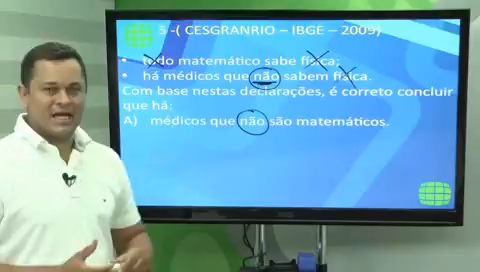 5 -( CESGRANRIO – IBGE – 2009)
• todo matemático sabe física;
• há médicos que não sabem física.
Com base nestas declarações, é correto concluir
que há:
A) médicos que não são matemáticos.